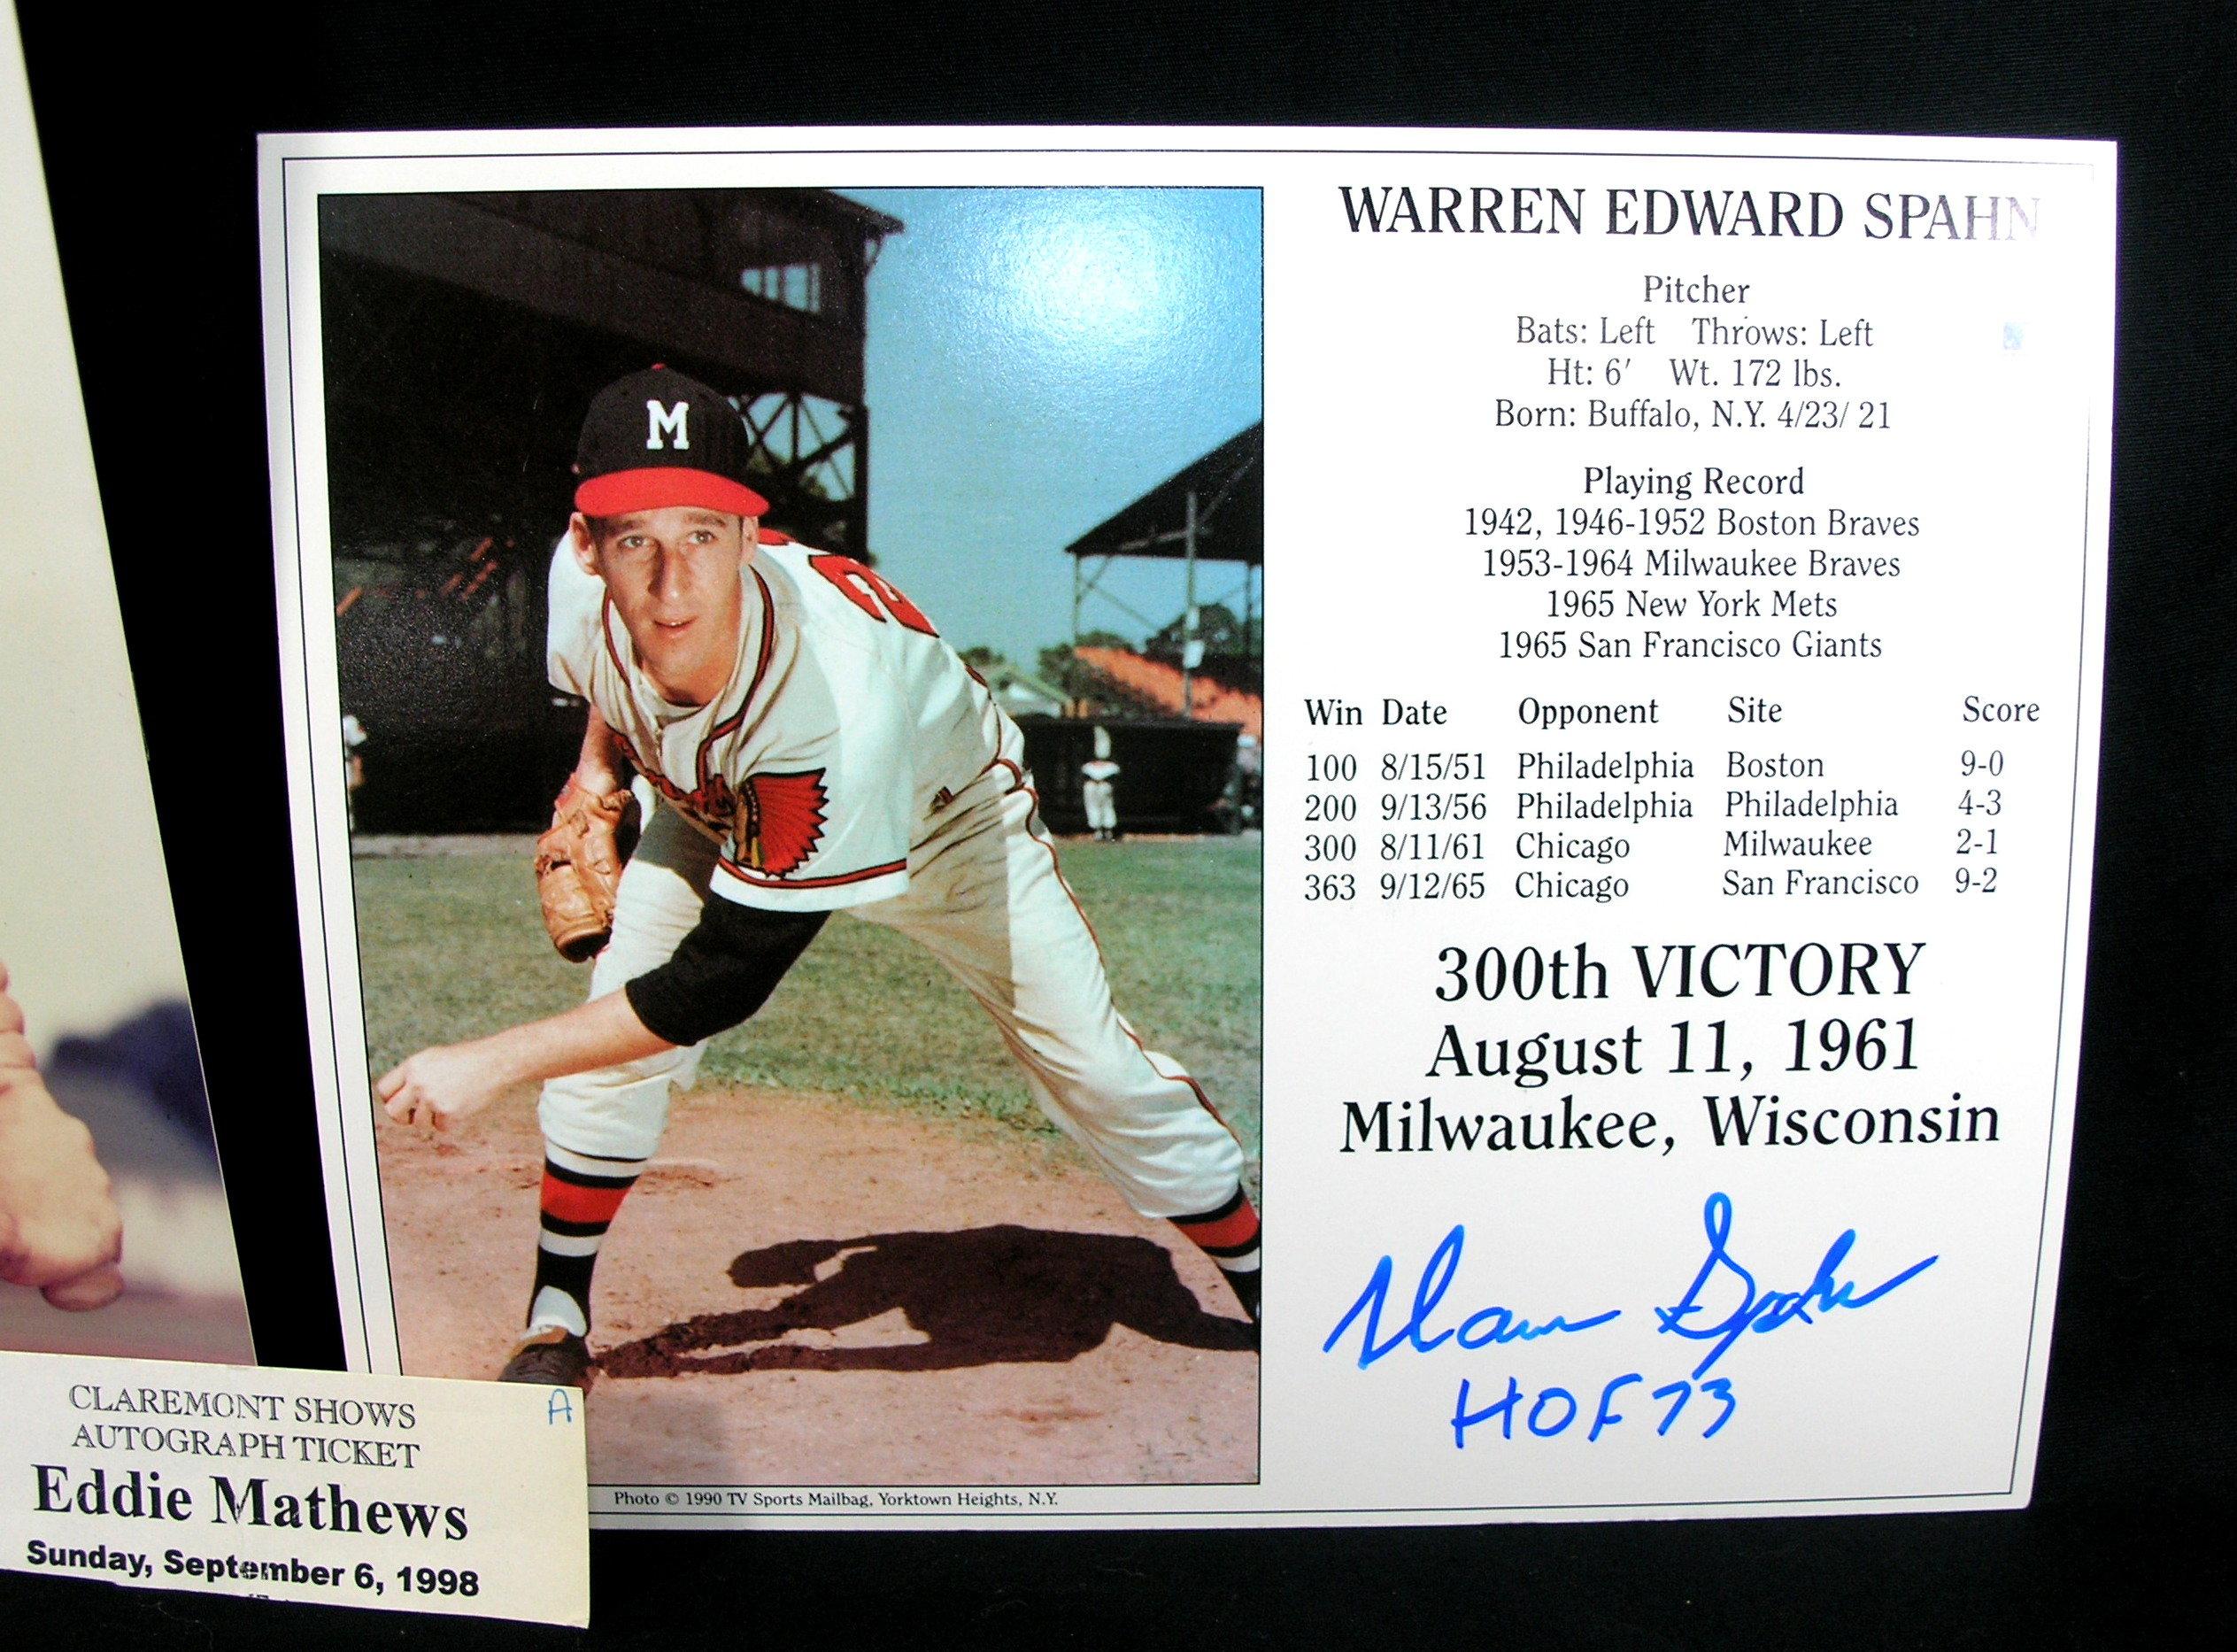 WARREN EDWARD SPAHN
Pitcher
Bats: Left Throws: Left
Ht: 6' Wt. 172 lbs.
Born: Buffalo, N.Y. 4/23/ 21
Playing Record
1942, 1946-1952 Boston Braves
1953-1964 Milwaukee Braves
1965 New York Mets
1965 San Francisco Giants
Win Date Opponent Site Score
100 8/15/51 Philadelphia Boston 9-0
200 9/13/56 Philadelphia Philadelphia 4-3
300 8/11/61 Chicago Milwaukee 2-1
363 9/12/65 Chicago San Francisco 9-2
300th VICTORY
August 11, 1961
Milwaukee, Wisconsin
Warren Spahn
HOF 73
M
2
Photo © 1990 TV Sports Mailbag, Yorktown Heights, N.Y.
CLAREMONT SHOWS
A
AUTOGRAPH TICKET
Eddie Mathews
Sunday, September 6, 1998